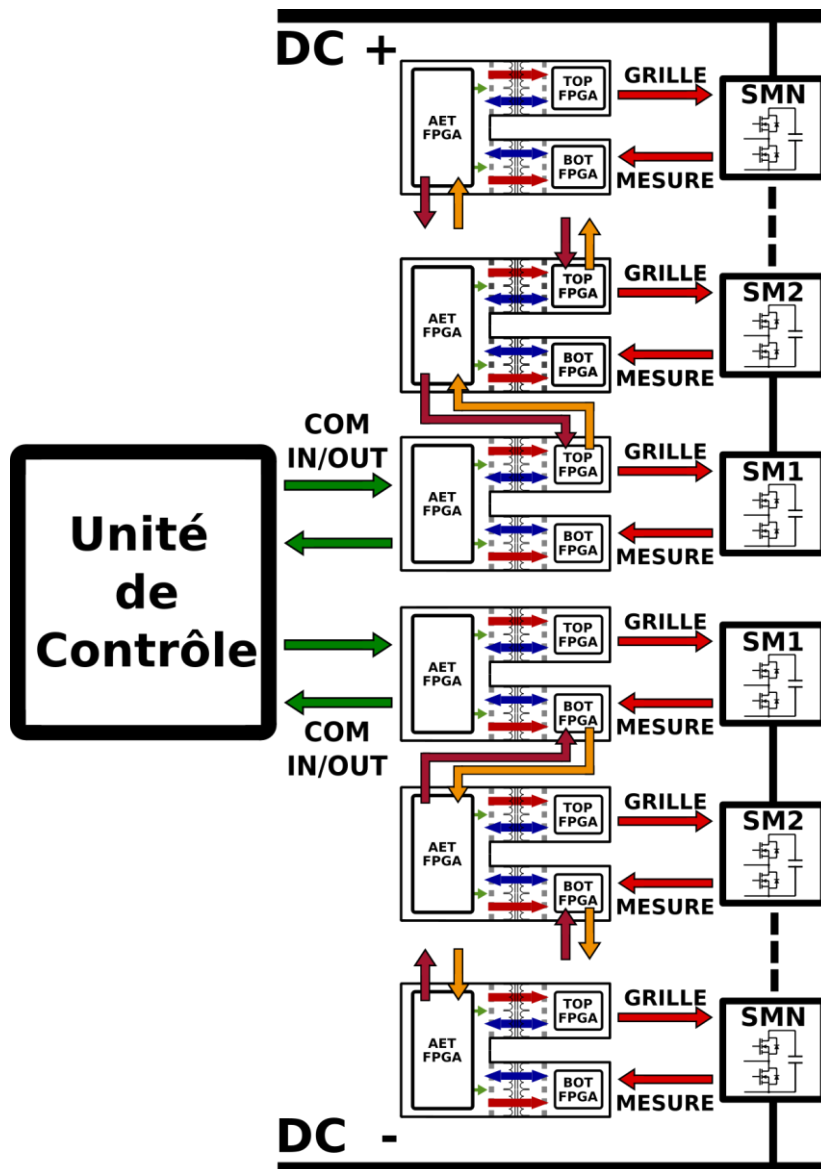 DC +
AET
FPGA
TOP
FPGA
BOT
FPGA
GRILLE
MESURE
SMN
AET
FPGA
TOP
FPGA
BOT
FPGA
GRILLE
MESURE
SM2
COM
IN/OUT
AET
FPGA
TOP
FPGA
BOT
FPGA
GRILLE
MESURE
SM1
Unité
de
Contrôle
AET
FPGA
TOP
FPGA
BOT
FPGA
GRILLE
MESURE
SM1
COM
IN/OUT
AET
FPGA
TOP
FPGA
BOT
FPGA
GRILLE
MESURE
SM2
AET
FPGA
TOP
FPGA
BOT
FPGA
GRILLE
MESURE
SMN
DC -